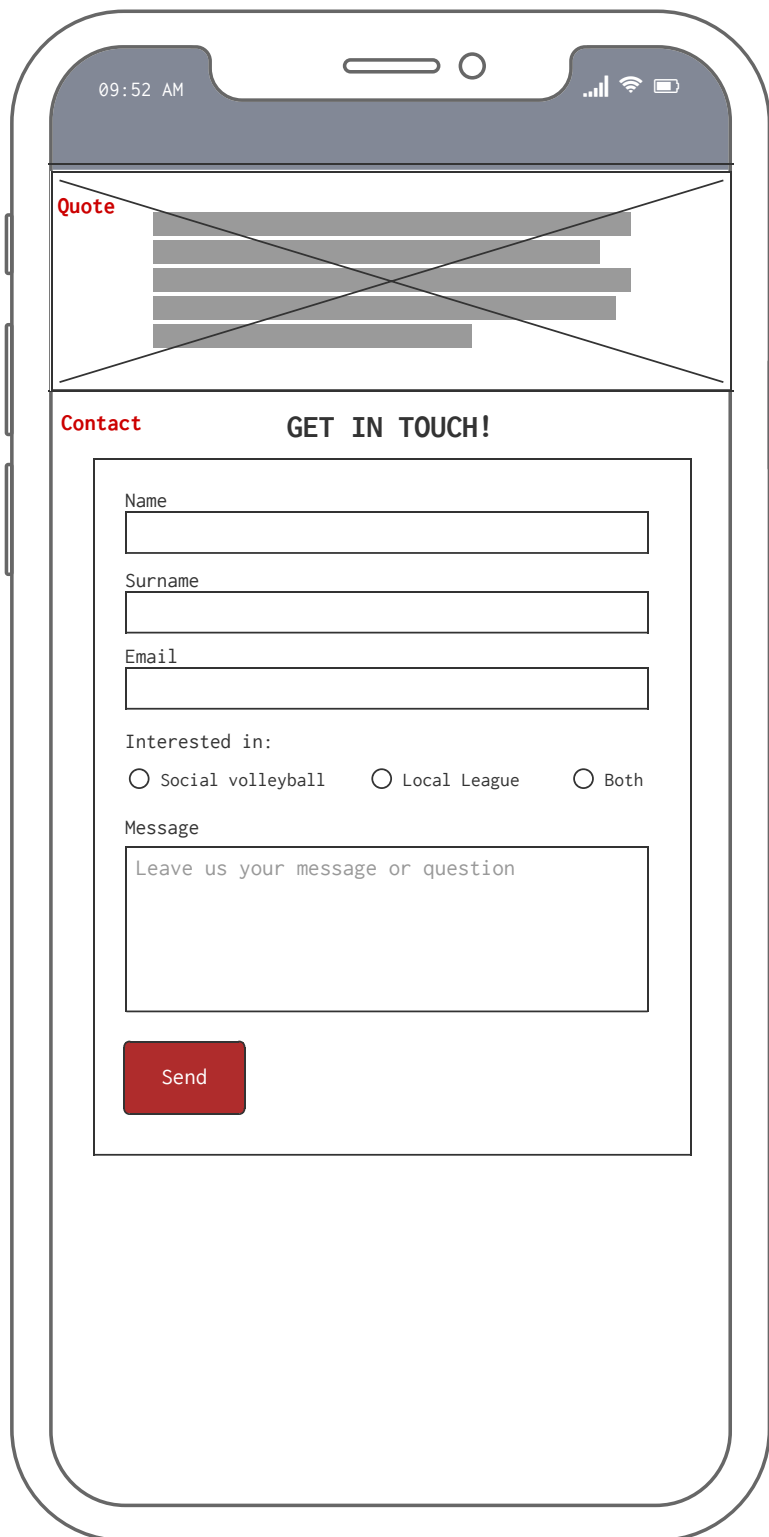 09:52 AM
Quote
Contact
GET IN TOUCH!
Name
Surname
Email
Interested in:
Social volleyball Local League Both
Message
Leave us your message or question
Send